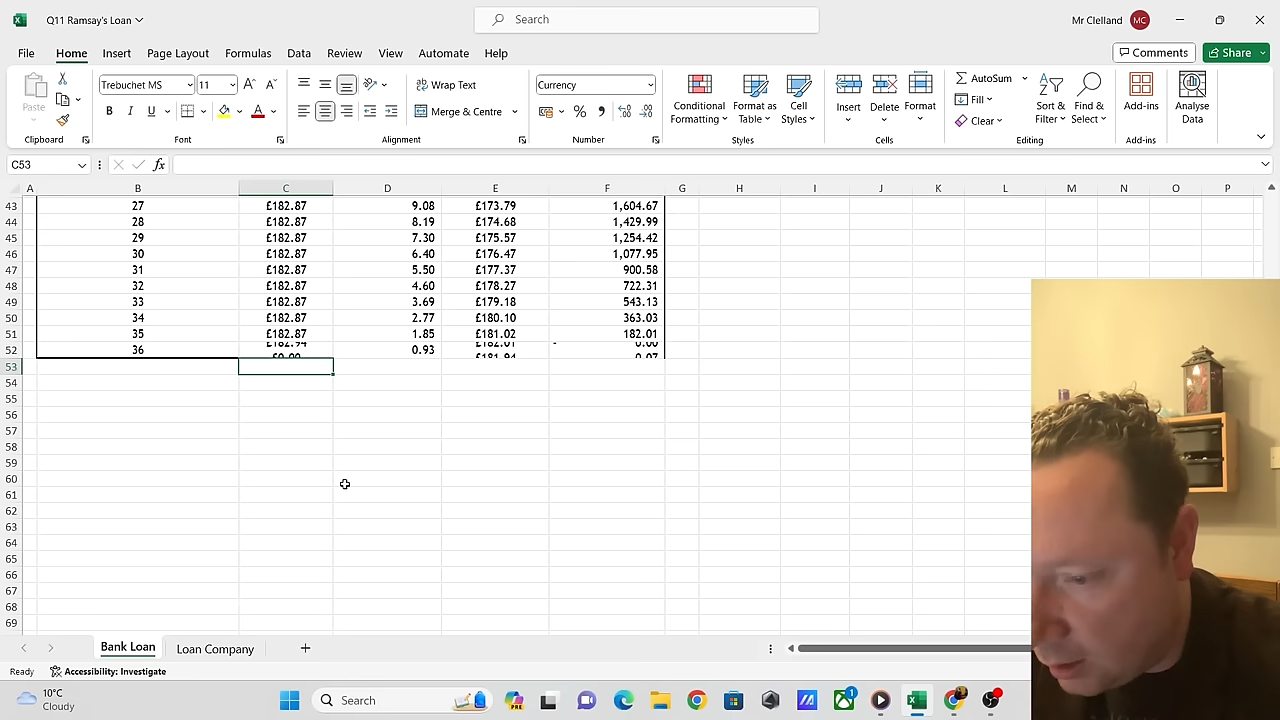 Q11 Ramsay's Loan
Search
Mr Clelland MC
File Home Insert Page Layout Formulas Data Review View Automate Help
Comments Share
Paste
Trebuchet MS 11
B I U
Wrap Text
Merge & Centre
Currency
% ,
Conditional Formatting
Format as Table
Cell Styles
Insert
Delete
Format
AutoSum
Fill
Clear
Sort & Filter
Find & Select
Add-ins
Analyse Data
Clipboard Font Alignment Number Styles Cells Editing Add-ins
C53 fx
A B C D E F G H I J K L M N O P
43 27 £182.87 9.08 £173.79 1,604.67
44 28 £182.87 8.19 £174.68 1,429.99
45 29 £182.87 7.30 £175.57 1,254.42
46 30 £182.87 6.40 £176.47 1,077.95
47 31 £182.87 5.50 £177.37 900.58
48 32 £182.87 4.60 £178.27 722.31
49 33 £182.87 3.69 £179.18 543.13
50 34 £182.87 2.77 £180.10 363.03
51 35 £182.87 1.85 £181.02 182.01
52 36 0.93
53
54
55
56
57
58
59
60
61
62
63
64
65
66
67
68
69
Bank Loan Loan Company +
Ready Accessibility: Investigate
10°C
Cloudy
Search
PRE
1